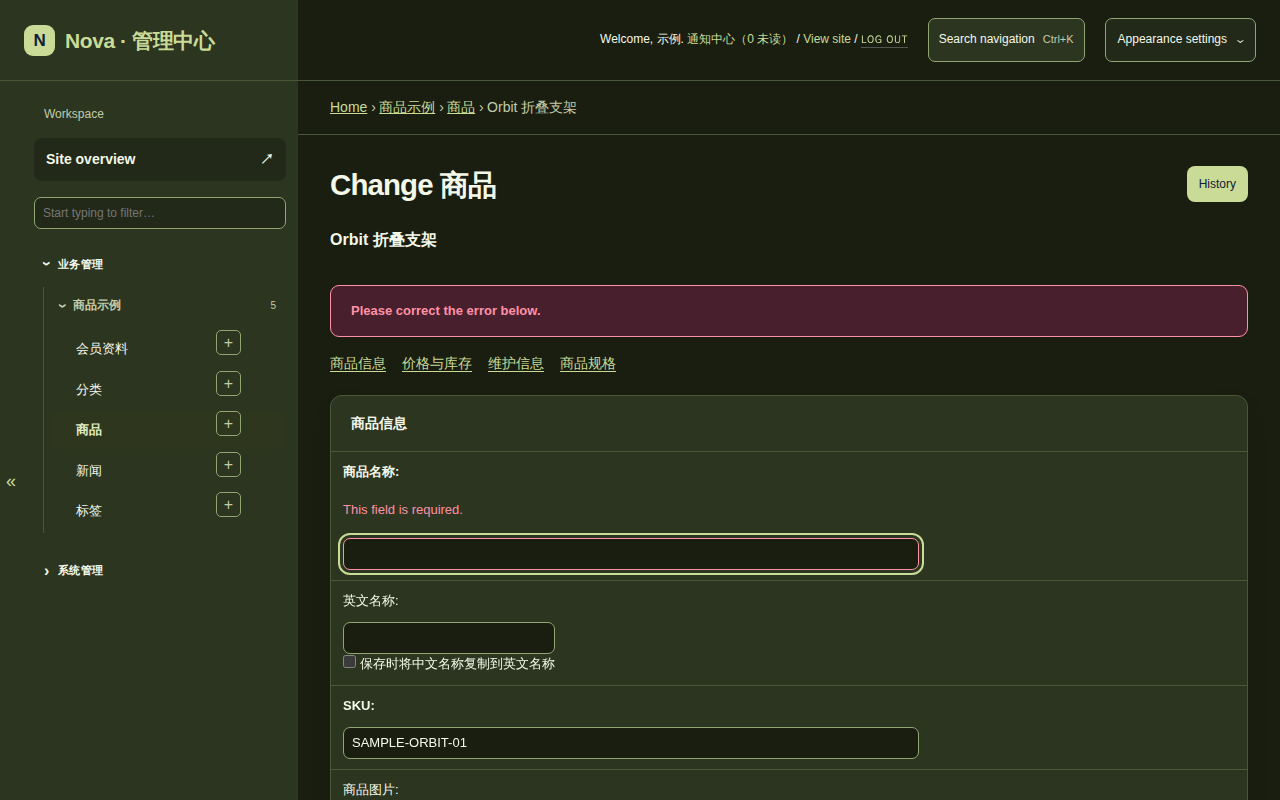 N Nova · 管理中心
Welcome, 示例. 通知中心（0 未读） / View site / LOG OUT
Search navigation Ctrl+K
Appearance settings
Workspace
Site overview ↗
Start typing to filter…
业务管理
商品示例 5
会员资料 +
分类 +
商品 +
新闻 +
标签 +
系统管理
«
Home › 商品示例 › 商品 › Orbit 折叠支架
Change 商品
History
Orbit 折叠支架
Please correct the error below.
商品信息 价格与库存 维护信息 商品规格
商品信息
商品名称:
This field is required.
英文名称:
保存时将中文名称复制到英文名称
SKU:
SAMPLE-ORBIT-01
商品图片: